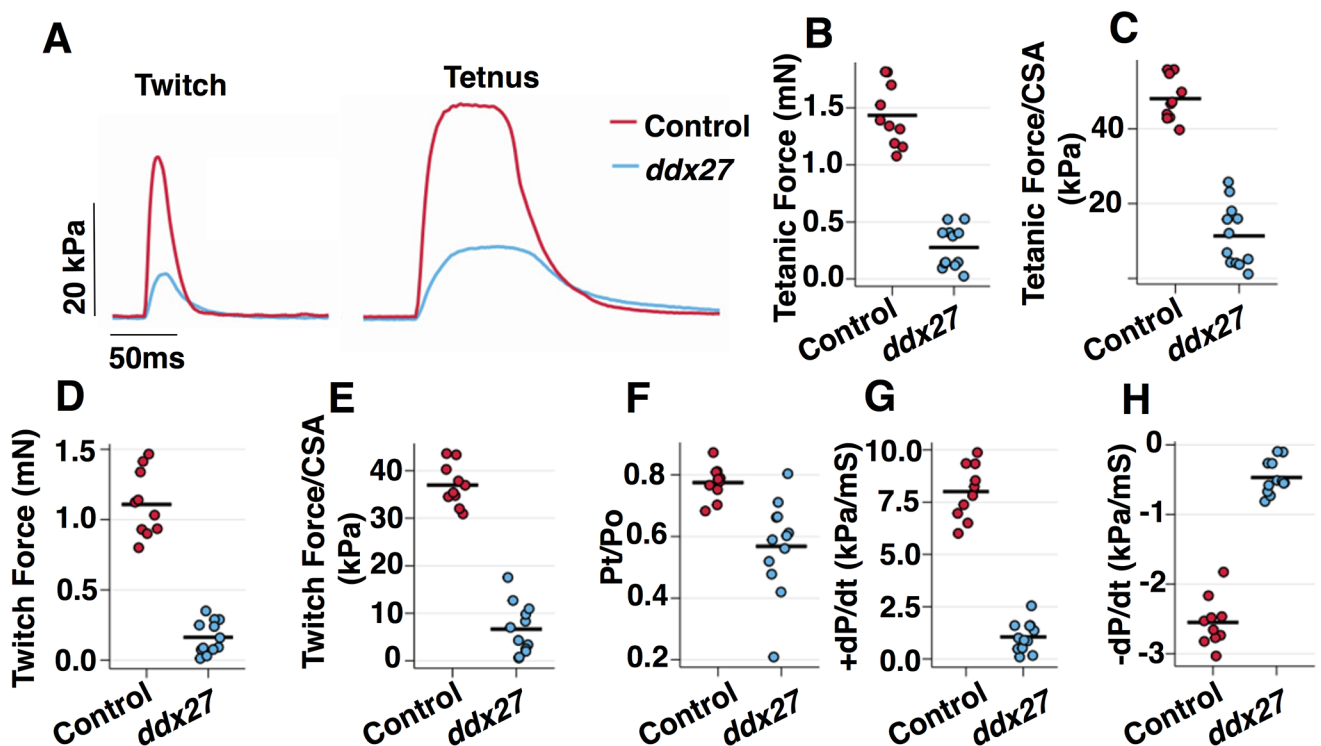 A
Twitch
Tetnus
Control
ddx27
20 kPa
50ms
B
Tetanic Force (mN)
1.5
1.0
0.5
0.0
Control
ddx27
C
Tetanic Force/CSA
(kPa)
40
20
Control
ddx27
D
Twitch Force (mN)
1.5
1.0
0.5
0.0
Control
ddx27
E
Twitch Force/CSA
(kPa)
40
30
20
10
0
Control
ddx27
F
Pt/Po
0.8
0.6
0.4
0.2
Control
ddx27
G
+dP/dt (kPa/mS)
10.0
7.5
5.0
2.5
0.0
Control
ddx27
H
-dP/dt (kPa/mS)
0
-1
-2
-3
Control
ddx27